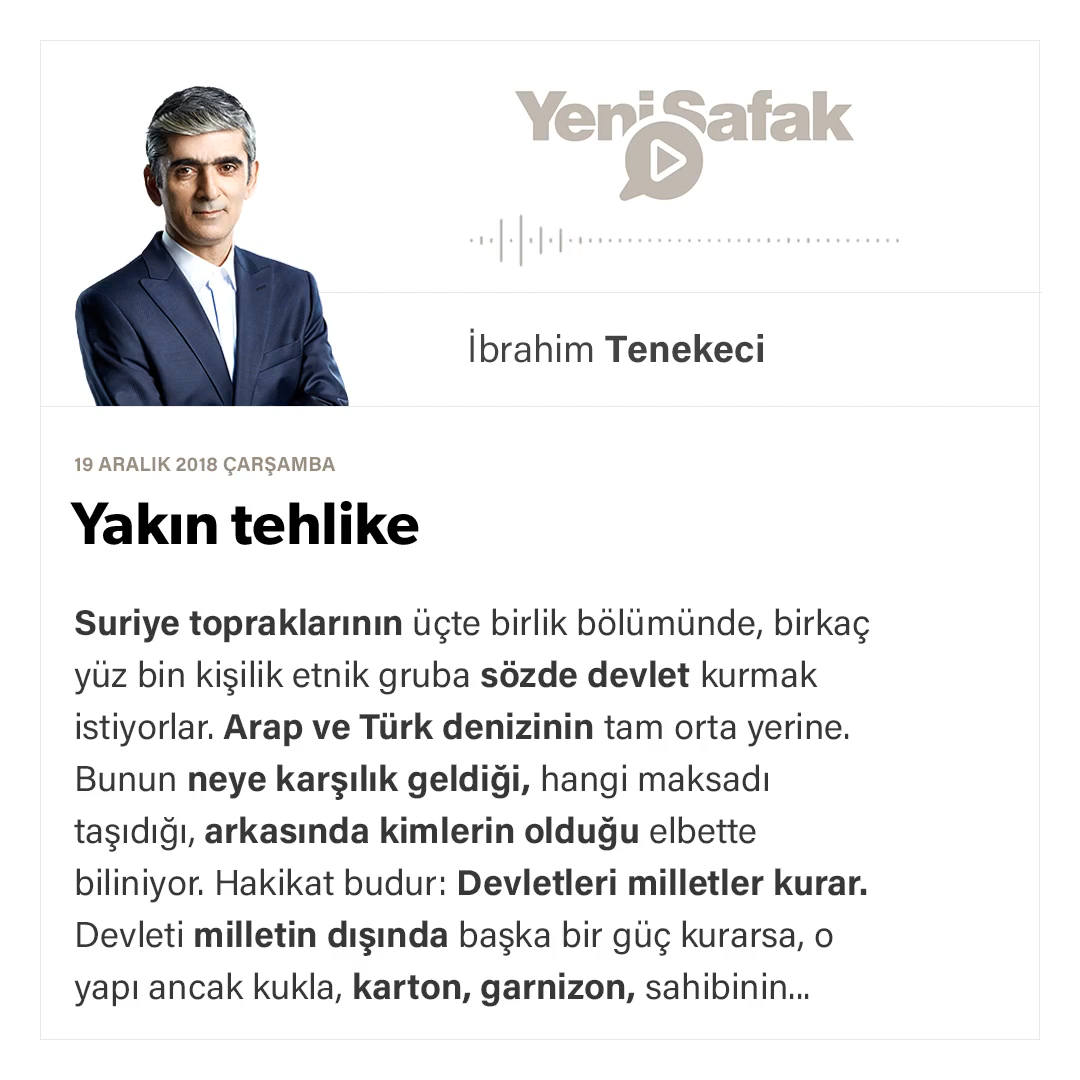 YeniSafak
İbrahim Tenekeci
19 ARALIK 2018 ÇARŞAMBA
Yakın tehlike
Suriye topraklarının üçte birlik bölümünde, birkaç
yüz bin kişilik etnik gruba sözde devlet kurmak
istiyorlar. Arap ve Türk denizinin tam orta yerine.
Bunun neye karşılık geldiği, hangi maksadı
taşıdığı, arkasında kimlerin olduğu elbette
biliniyor. Hakikat budur: Devletleri milletler kurar.
Devleti milletin dışında başka bir güç kurarsa, o
yapı ancak kukla, karton, garnizon, sahibinin...